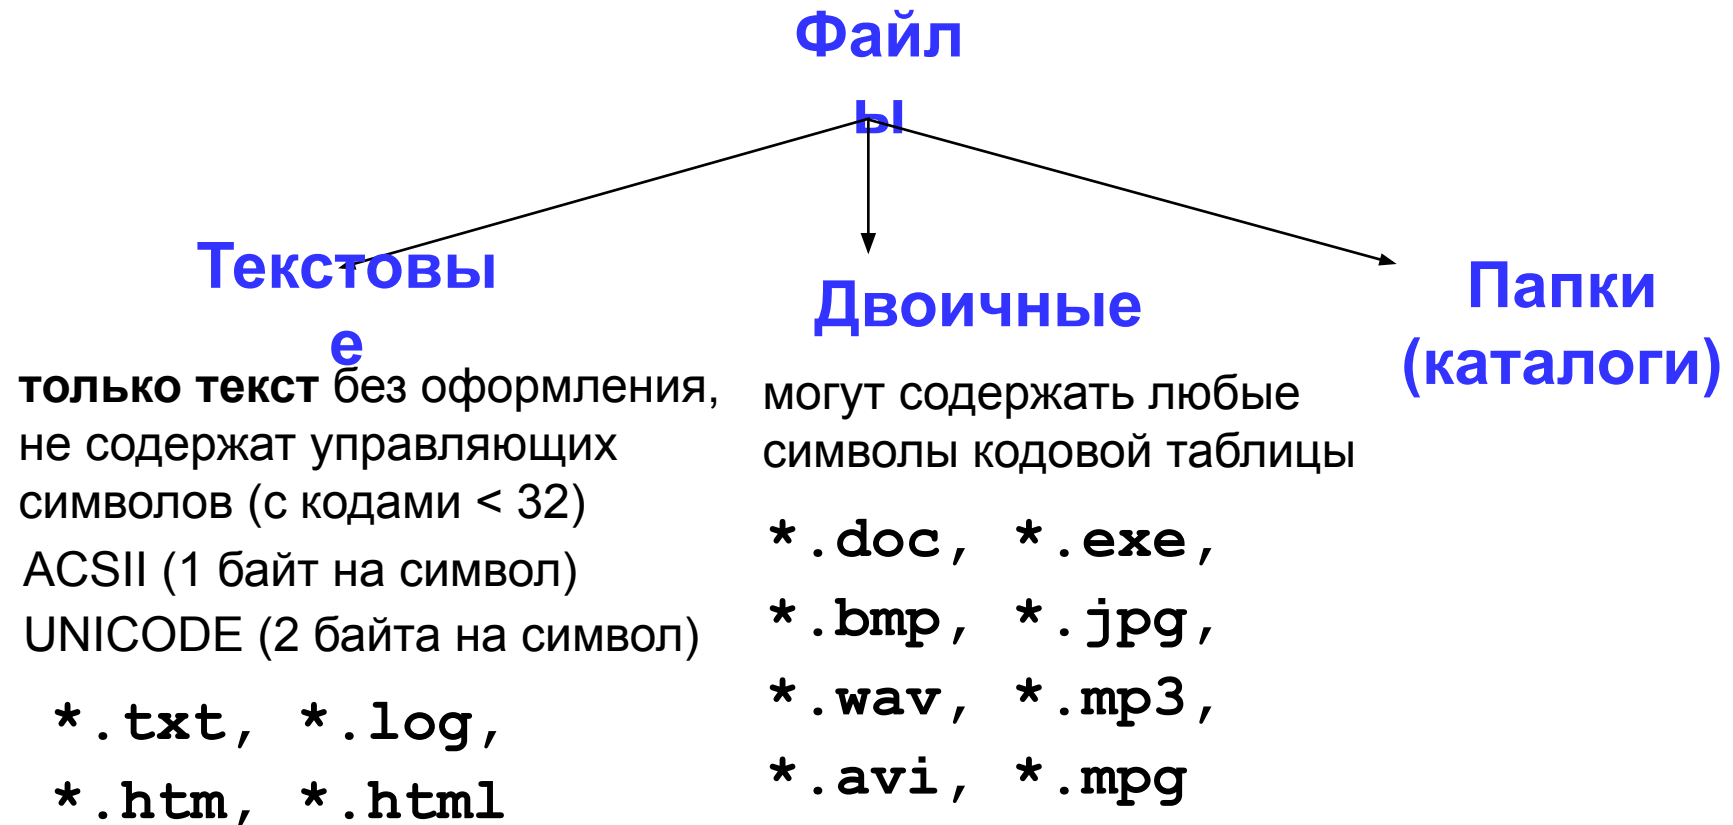 Файл
ы
Текстовы
е
только текст без оформления,
не содержат управляющих
символов (с кодами < 32)
ACSII (1 байт на символ)
UNICODE (2 байта на символ)
*.txt, *.log,
*.htm, *.html
Двоичные
могут содержать любые
символы кодовой таблицы
*.doc, *.exe,
*.bmp, *.jpg,
*.wav, *.mp3,
*.avi, *.mpg
Папки
(каталоги)